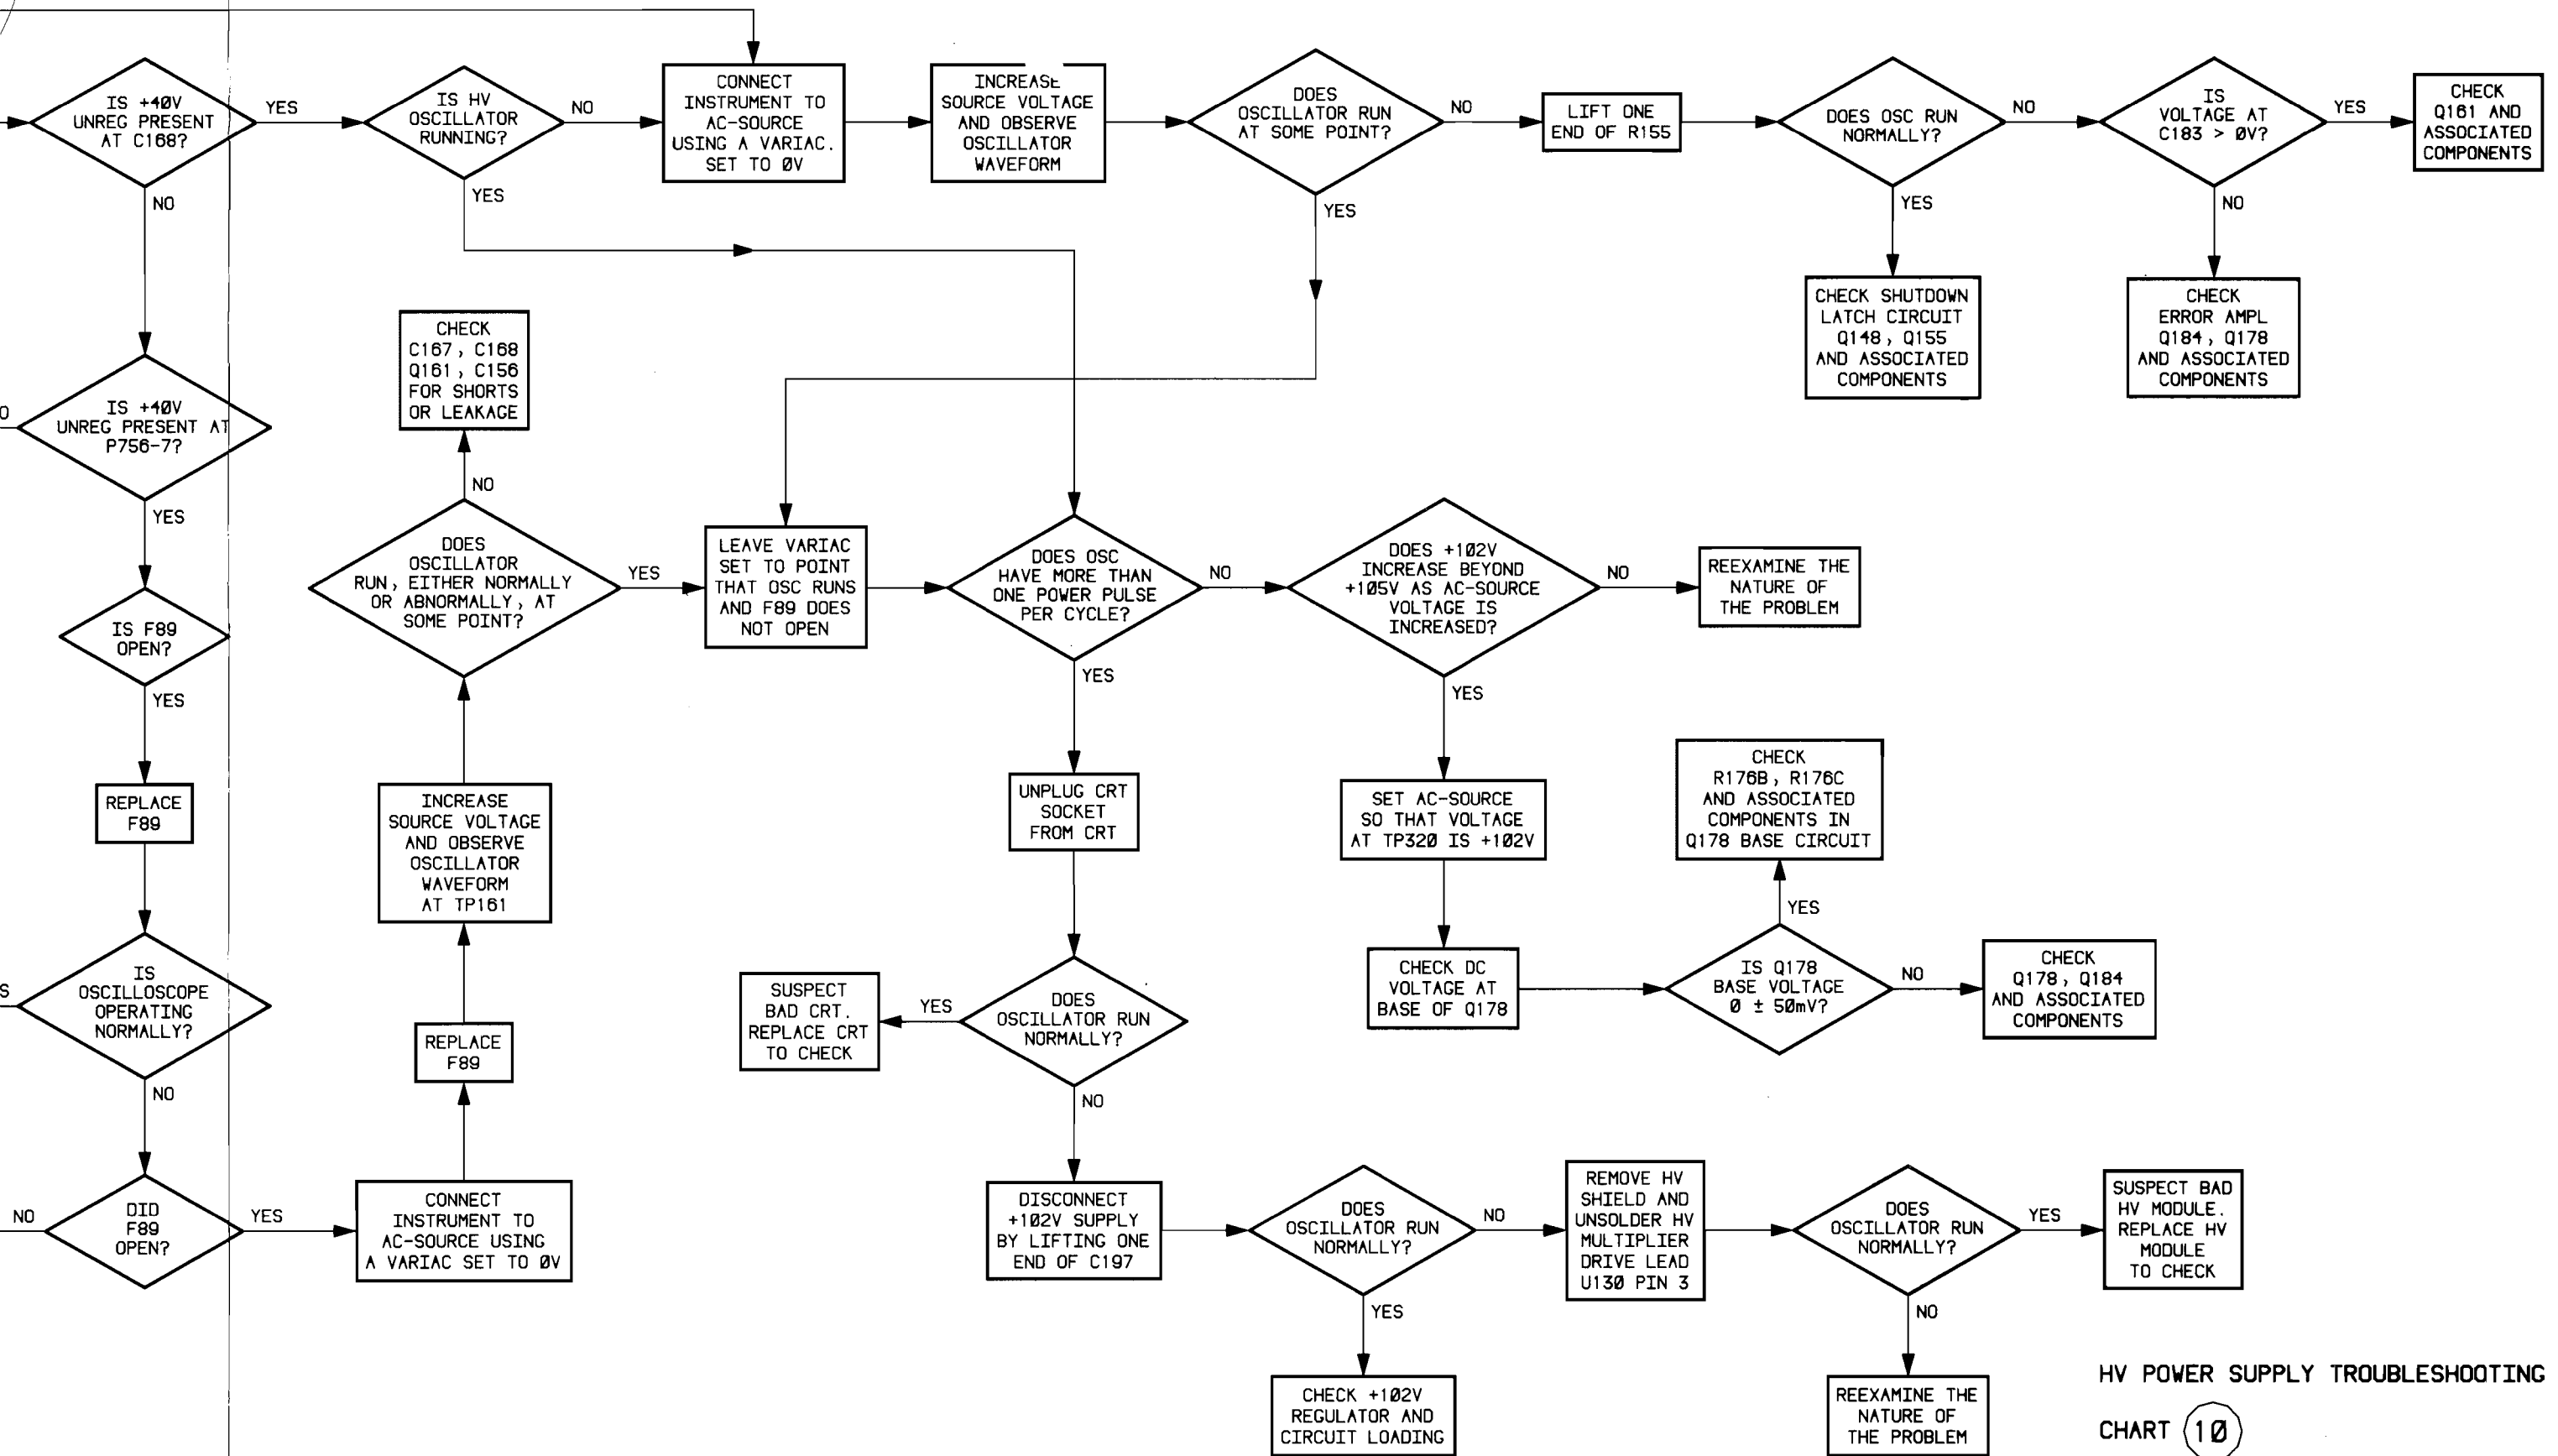 IS +40V
UNREG PRESENT
AT C168?
YES
NO
IS HV
OSCILLATOR
RUNNING?
NO
YES
CONNECT
INSTRUMENT TO
AC-SOURCE
USING A VARIAC.
SET TO 0V
INCREASE
SOURCE VOLTAGE
AND OBSERVE
OSCILLATOR
WAVEFORM
DOES
OSCILLATOR RUN
AT SOME POINT?
NO
YES
LIFT ONE
END OF R155
DOES OSC RUN
NORMALLY?
NO
YES
IS
VOLTAGE AT
C183 > 0V?
YES
NO
CHECK
Q161 AND
ASSOCIATED
COMPONENTS
CHECK SHUTDOWN
LATCH CIRCUIT
Q148, Q155
AND ASSOCIATED
COMPONENTS
CHECK
ERROR AMPL
Q184, Q178
AND ASSOCIATED
COMPONENTS
CHECK
C167, C168
Q161, C156
FOR SHORTS
OR LEAKAGE
NO
IS +40V
UNREG PRESENT AT
P756-7?
YES
DOES
OSCILLATOR
RUN, EITHER NORMALLY
OR ABNORMALLY, AT
SOME POINT?
YES
LEAVE VARIAC
SET TO POINT
THAT OSC RUNS
AND F89 DOES
NOT OPEN
DOES OSC
HAVE MORE THAN
ONE POWER PULSE
PER CYCLE?
NO
YES
DOES +102V
INCREASE BEYOND
+105V AS AC-SOURCE
VOLTAGE IS
INCREASED?
NO
YES
REEXAMINE THE
NATURE OF
THE PROBLEM
IS F89
OPEN?
YES
REPLACE
F89
INCREASE
SOURCE VOLTAGE
AND OBSERVE
OSCILLATOR
WAVEFORM
AT TP161
UNPLUG CRT
SOCKET
FROM CRT
SET AC-SOURCE
SO THAT VOLTAGE
AT TP320 IS +102V
CHECK
R176B, R176C
AND ASSOCIATED
COMPONENTS IN
Q178 BASE CIRCUIT
YES
IS
OSCILLOSCOPE
OPERATING
NORMALLY?
NO
REPLACE
F89
SUSPECT
BAD CRT.
REPLACE CRT
TO CHECK
YES
DOES
OSCILLATOR RUN
NORMALLY?
NO
CHECK DC
VOLTAGE AT
BASE OF Q178
IS Q178
BASE VOLTAGE
0 ± 50mV?
NO
CHECK
Q178, Q184
AND ASSOCIATED
COMPONENTS
NO
DID
F89
OPEN?
YES
CONNECT
INSTRUMENT TO
AC-SOURCE USING
A VARIAC SET TO 0V
DISCONNECT
+102V SUPPLY
BY LIFTING ONE
END OF C197
DOES
OSCILLATOR RUN
NORMALLY?
NO
YES
REMOVE HV
SHIELD AND
UNSOLDER HV
MULTIPLIER
DRIVE LEAD
U130 PIN 3
DOES
OSCILLATOR RUN
NORMALLY?
YES
NO
SUSPECT BAD
HV MODULE.
REPLACE HV
MODULE
TO CHECK
CHECK +102V
REGULATOR AND
CIRCUIT LOADING
REEXAMINE THE
NATURE OF
THE PROBLEM
HV POWER SUPPLY TROUBLESHOOTING
CHART 10